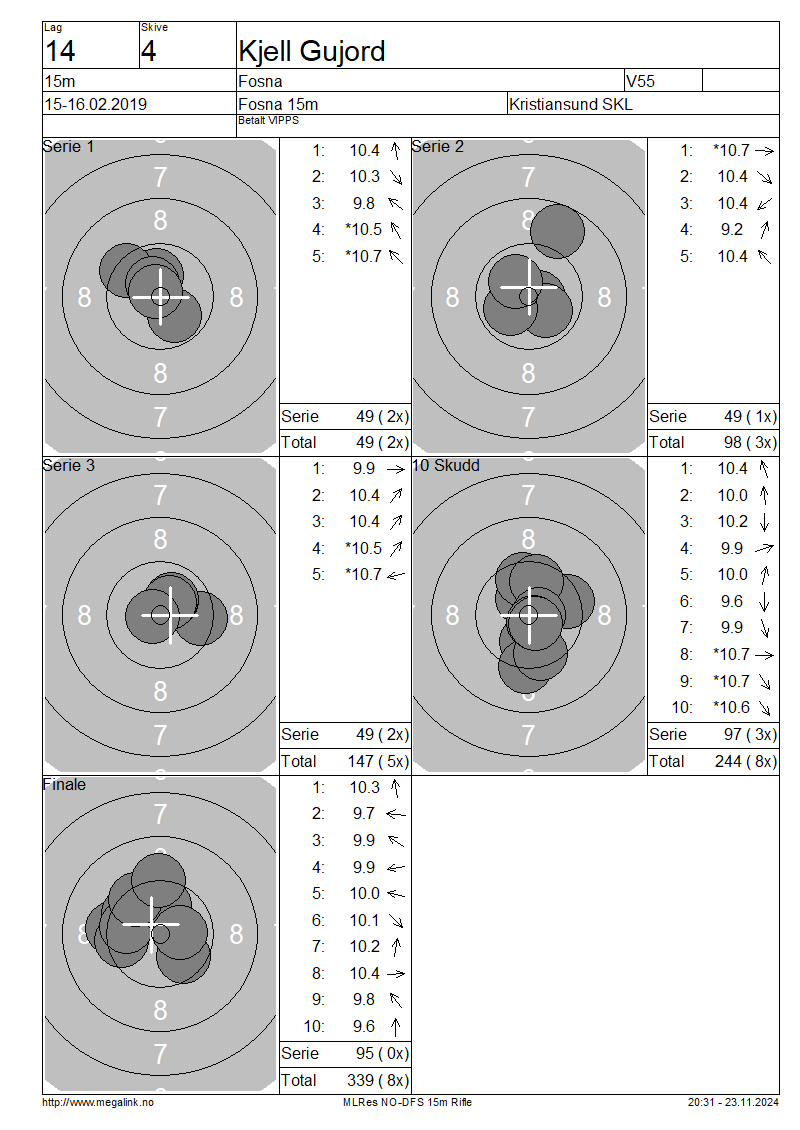 Lag Skive
14 4 Kjell Gujord
15m Fosna V55
15-16.02.2019 Fosna 15m Kristiansund SKL
Betalt VIPPS
Serie 1
7
8
8 8
8
7
1: 10.4
2: 10.3
3: 9.8
4: *10.5
5: *10.7
Serie 49 ( 2x)
Total 49 ( 2x)
Serie 2
7
8
8 8
8
7
1: *10.7
2: 10.4
3: 10.4
4: 9.2
5: 10.4
Serie 49 ( 1x)
Total 98 ( 3x)
Serie 3
7
8
8 8
8
7
1: 9.9
2: 10.4
3: 10.4
4: *10.5
5: *10.7
Serie 49 ( 2x)
Total 147 ( 5x)
10 Skudd
7
8
8 8
8
7
1: 10.4
2: 10.0
3: 10.2
4: 9.9
5: 10.0
6: 9.6
7: 9.9
8: *10.7
9: *10.7
10: *10.6
Serie 97 ( 3x)
Total 244 ( 8x)
Finale
7
8
8 8
8
7
1: 10.3
2: 9.7
3: 9.9
4: 9.9
5: 10.0
6: 10.1
7: 10.2
8: 10.4
9: 9.8
10: 9.6
Serie 95 ( 0x)
Total 339 ( 8x)
http://www.megalink.no MLRes NO-DFS 15m Rifle 20:31 - 23.11.2024